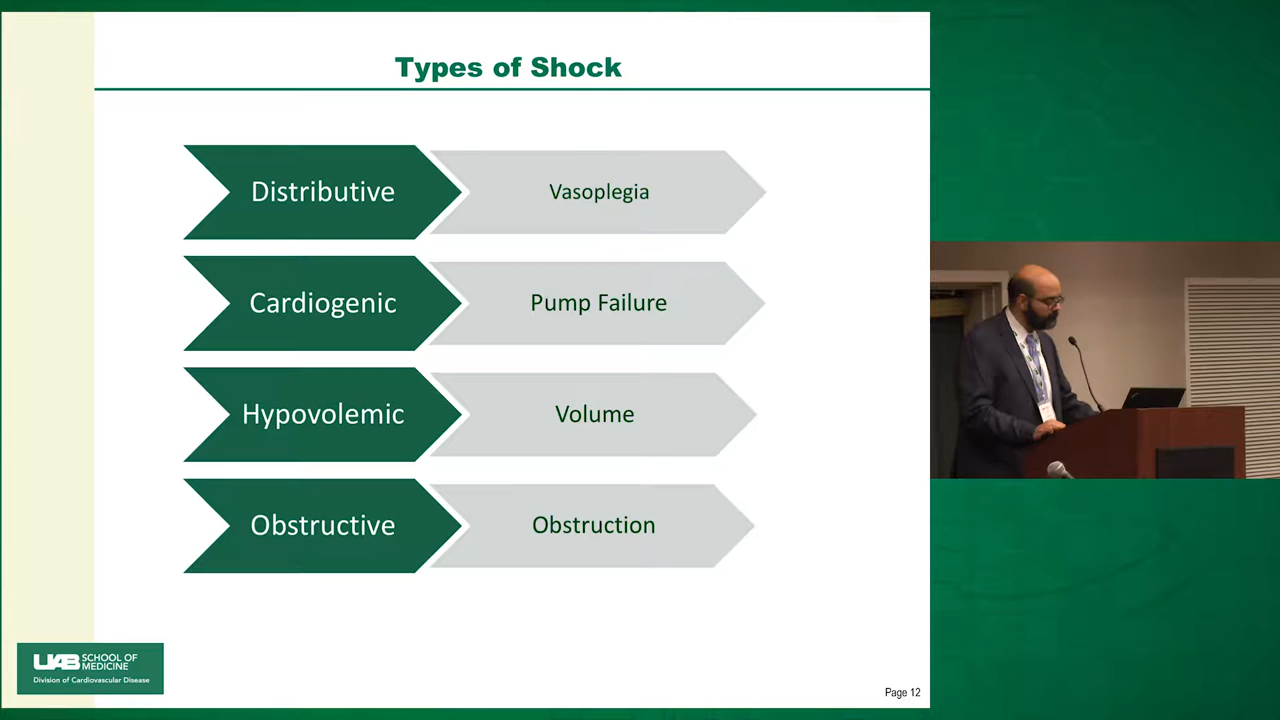 Types of Shock
Distributive
Vasoplegia
Cardiogenic
Pump Failure
Hypovolemic
Volume
Obstructive
Obstruction
UAB SCHOOL OF
MEDICINE
Division of Cardiovascular Disease
Page 12